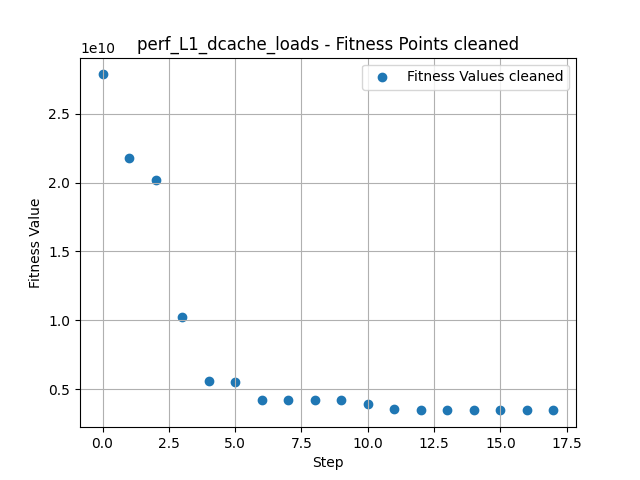 perf_L1_dcache_loads - Fitness Points cleaned
1e10
Fitness Values cleaned
2.5
2.0
1.5
1.0
0.5
Fitness Value
0.0 2.5 5.0 7.5 10.0 12.5 15.0 17.5
Step